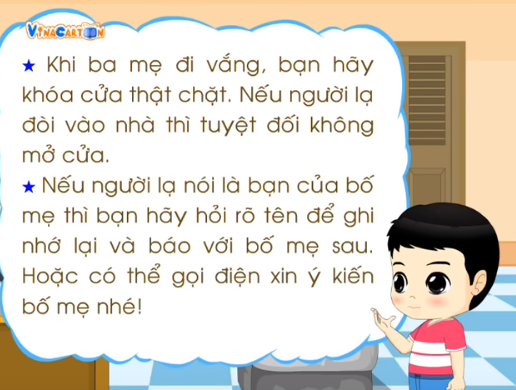 VINACARTOON
★ Khi ba mẹ đi vắng, bạn hãy
khóa cửa thật chặt. Nếu người lạ
đòi vào nhà thì tuyệt đối không
mở cửa.
★ Nếu người lạ nói là bạn của bố
mẹ thì bạn hãy hỏi rõ tên để ghi
nhớ lại và báo với bố mẹ sau.
Hoặc có thể gọi điện xin ý kiến
bố mẹ nhé!